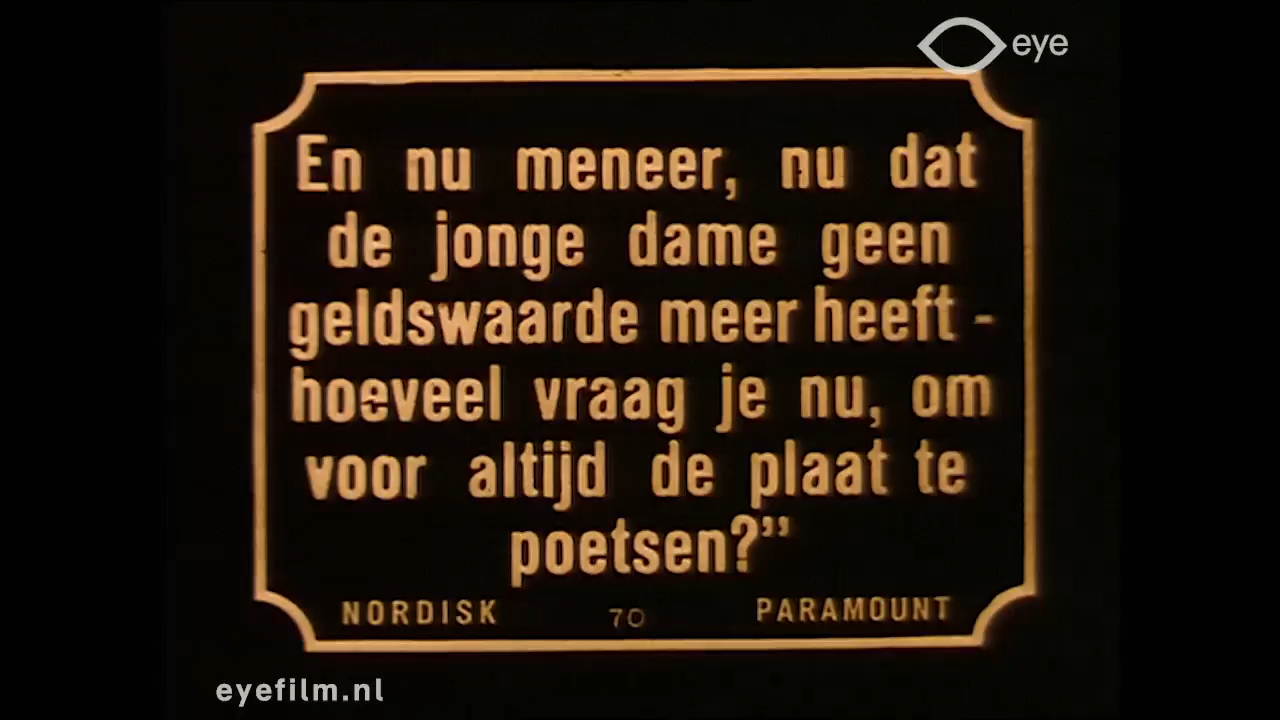 eye
En nu meneer, nu dat
de jonge dame geen
geldswaarde meer heeft -
hoeveel vraag je nu, om
voor altijd de plaat te
poetsen?”
NORDISK 70 PARAMOUNT
eyefilm.nl